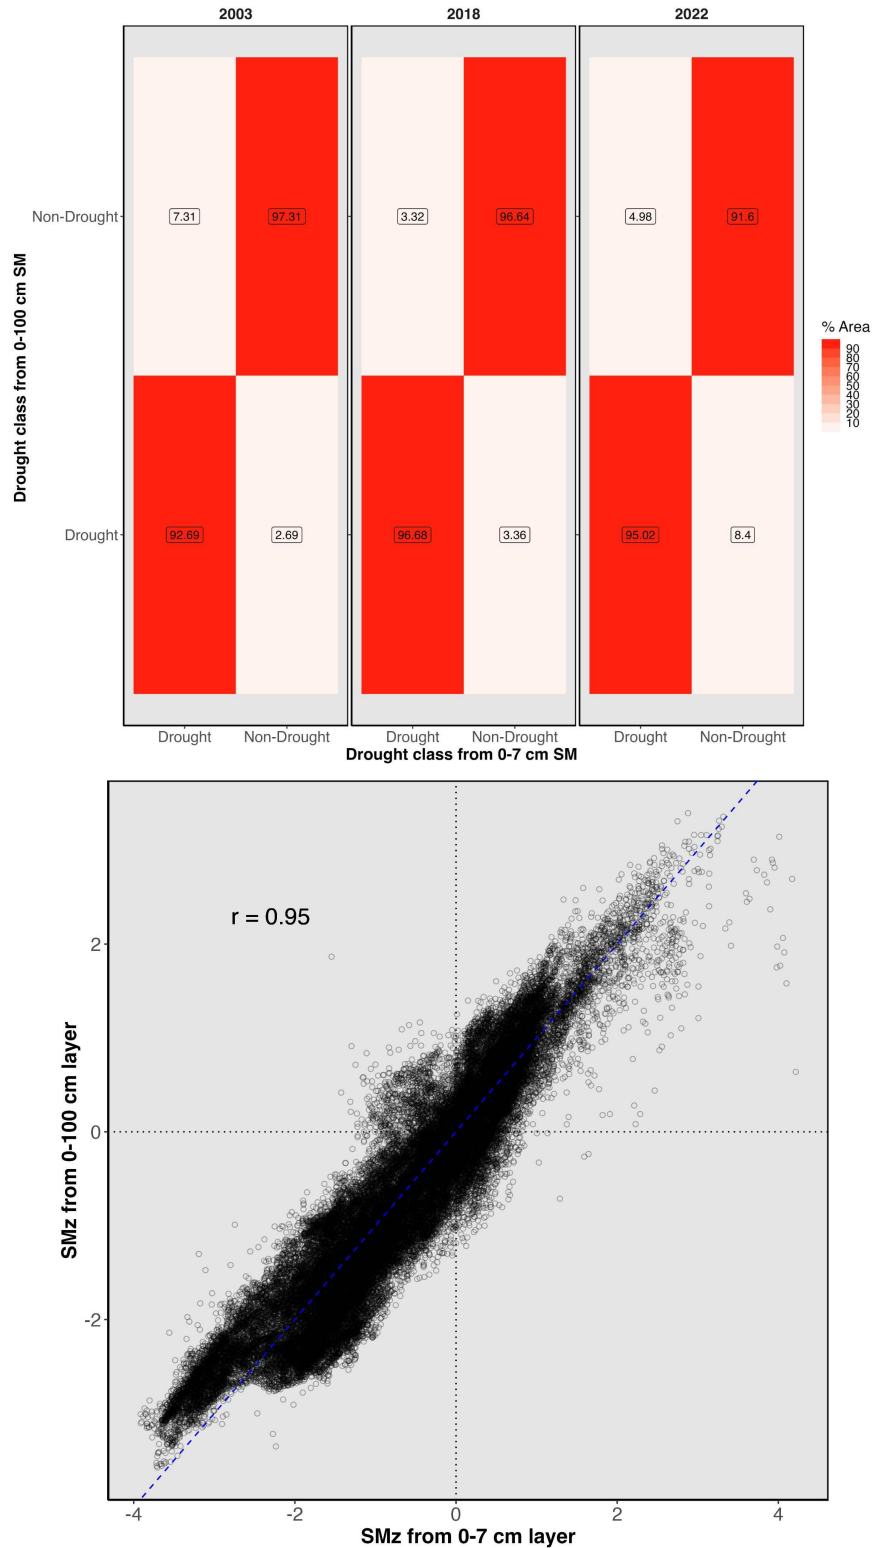 2003 2018 2022
Drought class from 0-100 cm SM
Non-Drought 7.31 97.31 3.32 96.64 4.98 91.6
Drought 92.69 2.69 96.68 3.36 95.02 8.4
% Area
90
80
70
60
50
40
30
20
10
Drought Non-Drought Drought Non-Drought Drought Non-Drought
Drought class from 0-7 cm SM
r = 0.95
SMz from 0-100 cm layer
2
0
-2
-4 -2 0 2 4
SMz from 0-7 cm layer